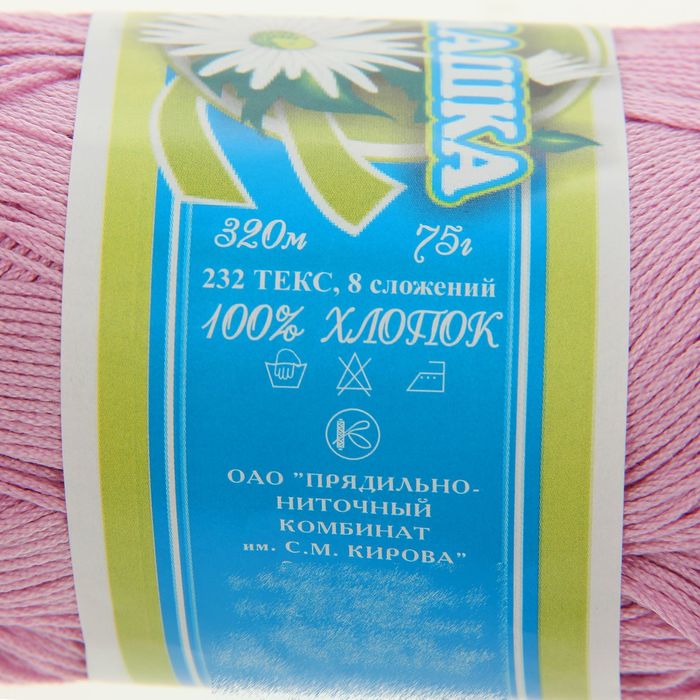 АШКА
320м 75г
232 ТЕКС, 8 сложений
100% ХЛОПОК
ОАО "ПРЯДИЛЬНО-
НИТОЧНЫЙ
КОМБИНАТ
им. С.М. КИРОВА"